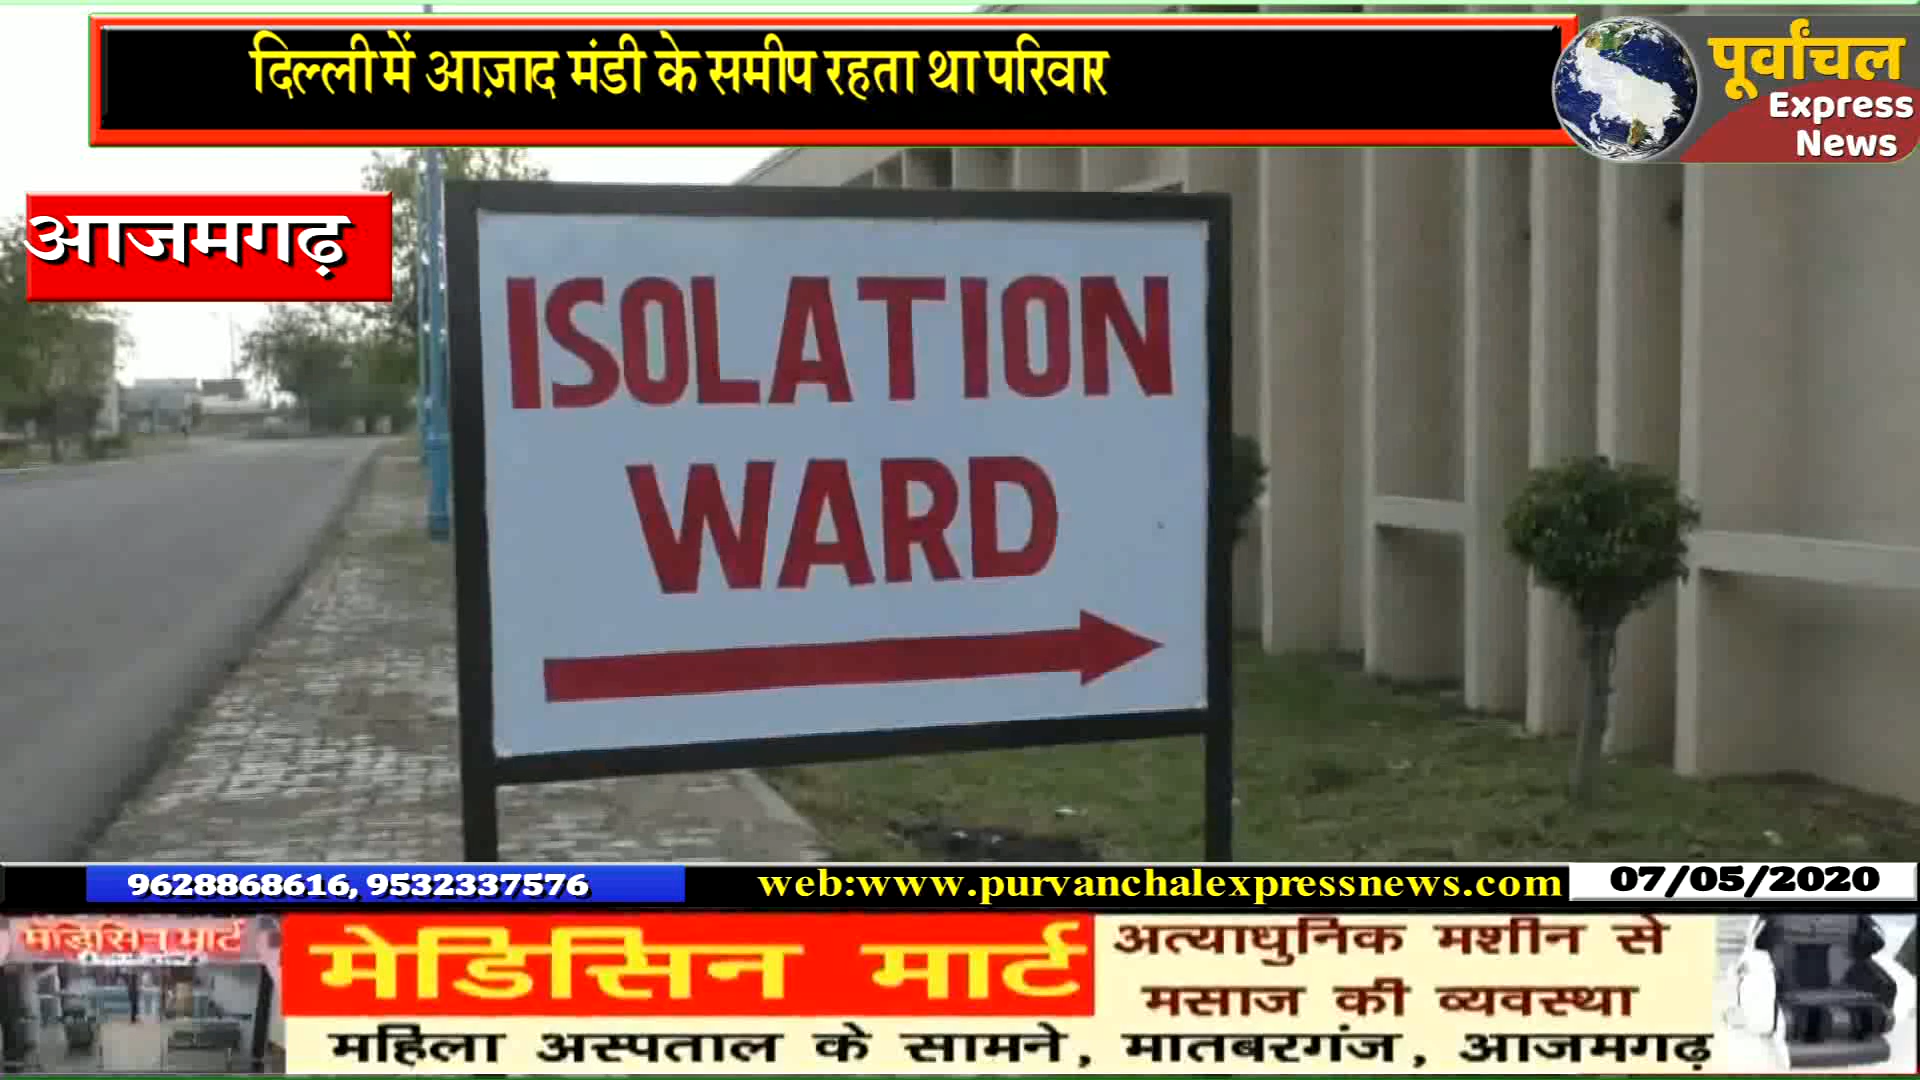 दिल्ली में आज़ाद मंडी के समीप रहता था परिवार
पूर्वांचल
Express
News
आजमगढ़
ISOLATION
WARD
9628868616, 9532337576
web:www.purvanchalexpressnews.com
07/05/2020
मेडिसिन मार्ट
मेडिसिन मार्ट
अत्याधुनिक मशीन से
मसाज की व्यवस्था
महिला अस्पताल के सामने, मातबरगंज, आजमगढ़